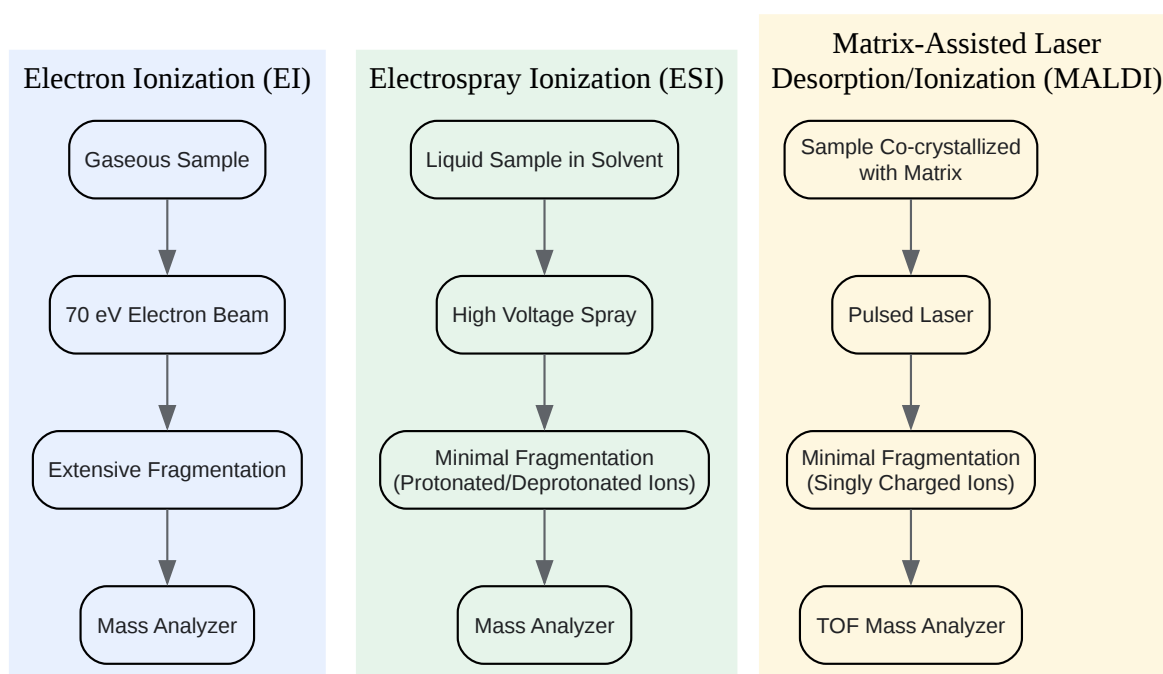 Electron Ionization (EI)
Gaseous Sample
70 eV Electron Beam
Extensive Fragmentation
Mass Analyzer
Electrospray Ionization (ESI)
Liquid Sample in Solvent
High Voltage Spray
Minimal Fragmentation
(Protonated/Deprotonated Ions)
Mass Analyzer
Matrix-Assisted Laser
Desorption/Ionization (MALDI)
Sample Co-crystallized
with Matrix
Pulsed Laser
Minimal Fragmentation
(Singly Charged Ions)
TOF Mass Analyzer